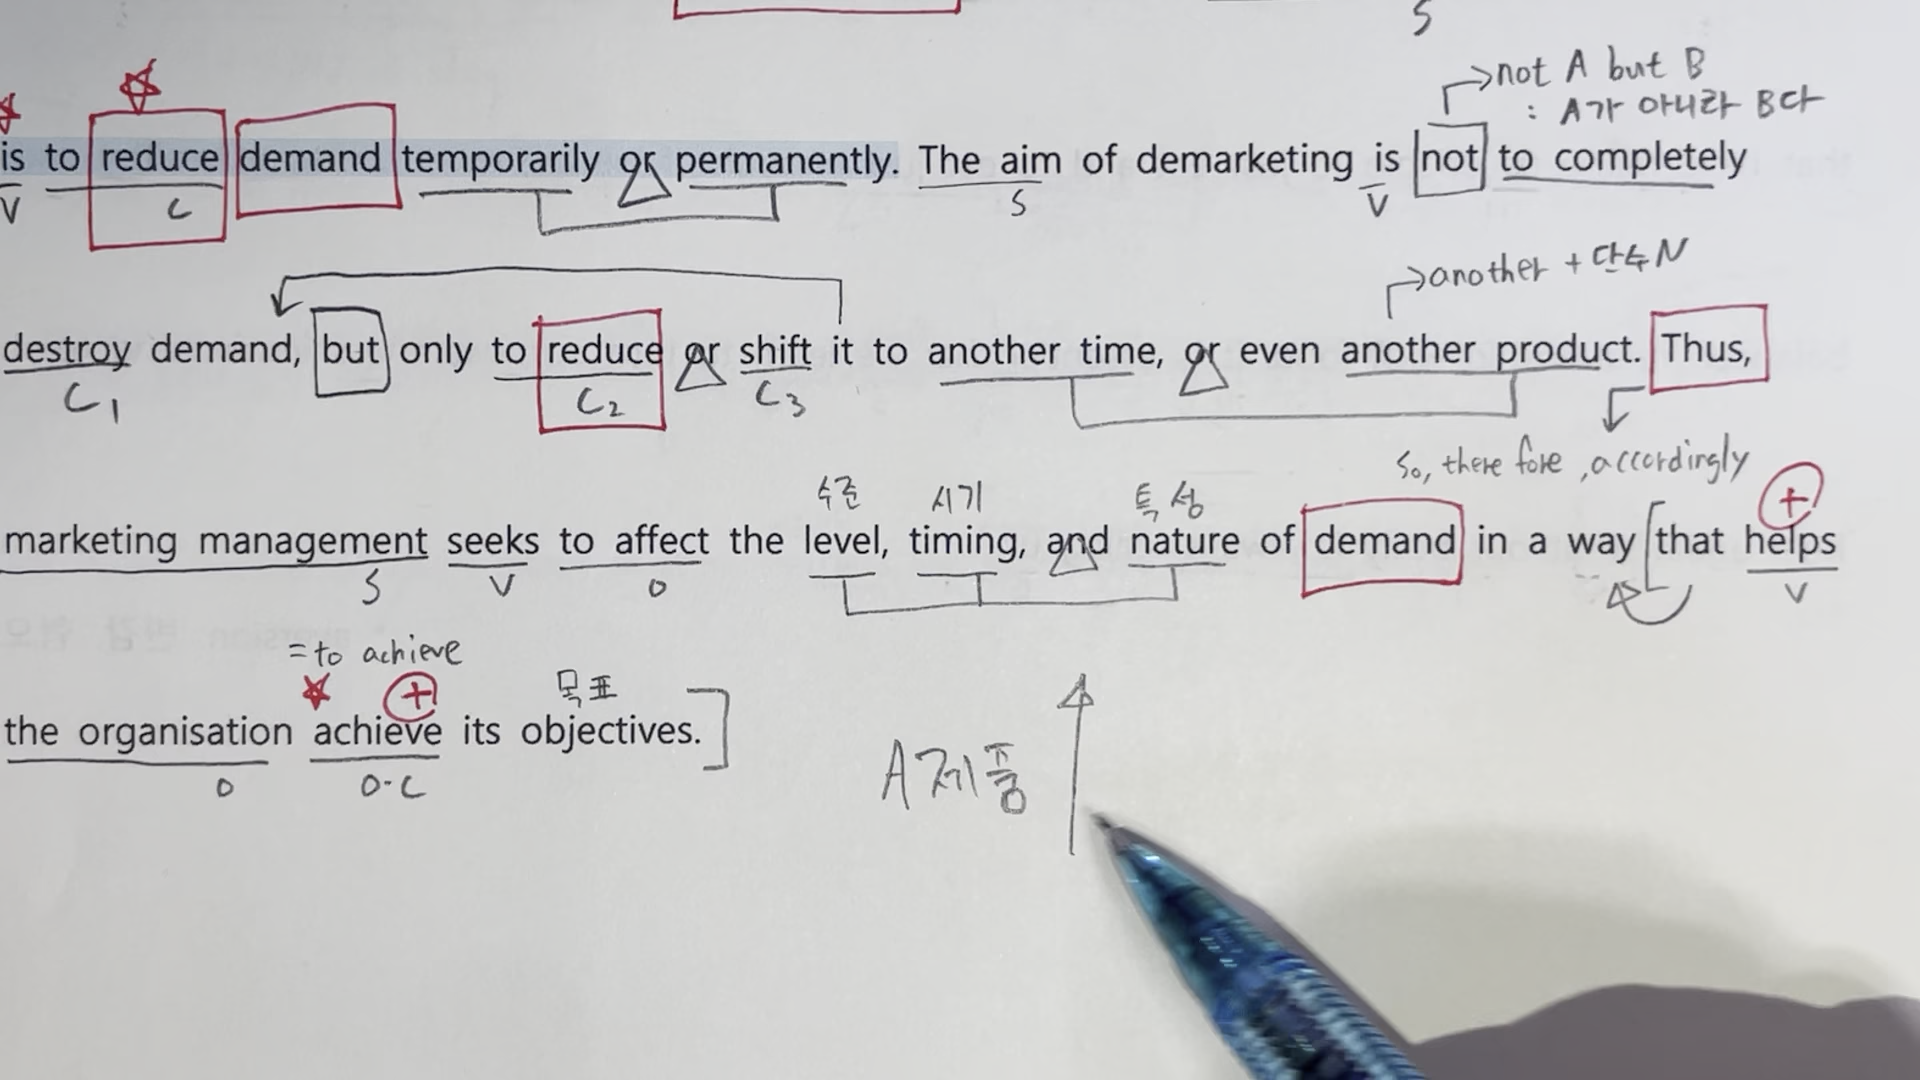 S
not A but B
: A가 아니라 B다
is to reduce demand temporarily or permanently. The aim of demarketing is not to completely
V C S V
another + 단수N
destroy demand, but only to reduce or shift it to another time, or even another product. Thus,
C1 C2 C3
so, therefore, accordingly
수준 시기 특성 +
marketing management seeks to affect the level, timing, and nature of demand in a way that helps
S V O V
= to achieve
+ 목표
the organisation achieve its objectives.
O O·C
A제품